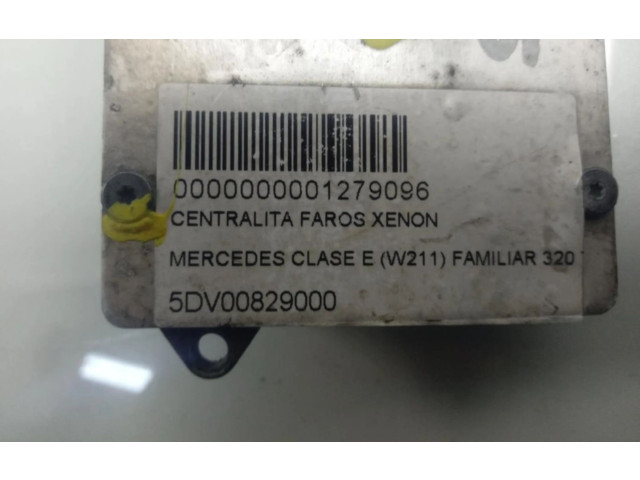 0000000001279096
CENTRALITA FAROS XENON
MERCEDES CLASE E (W211) FAMILIAR 320
5DV00829000